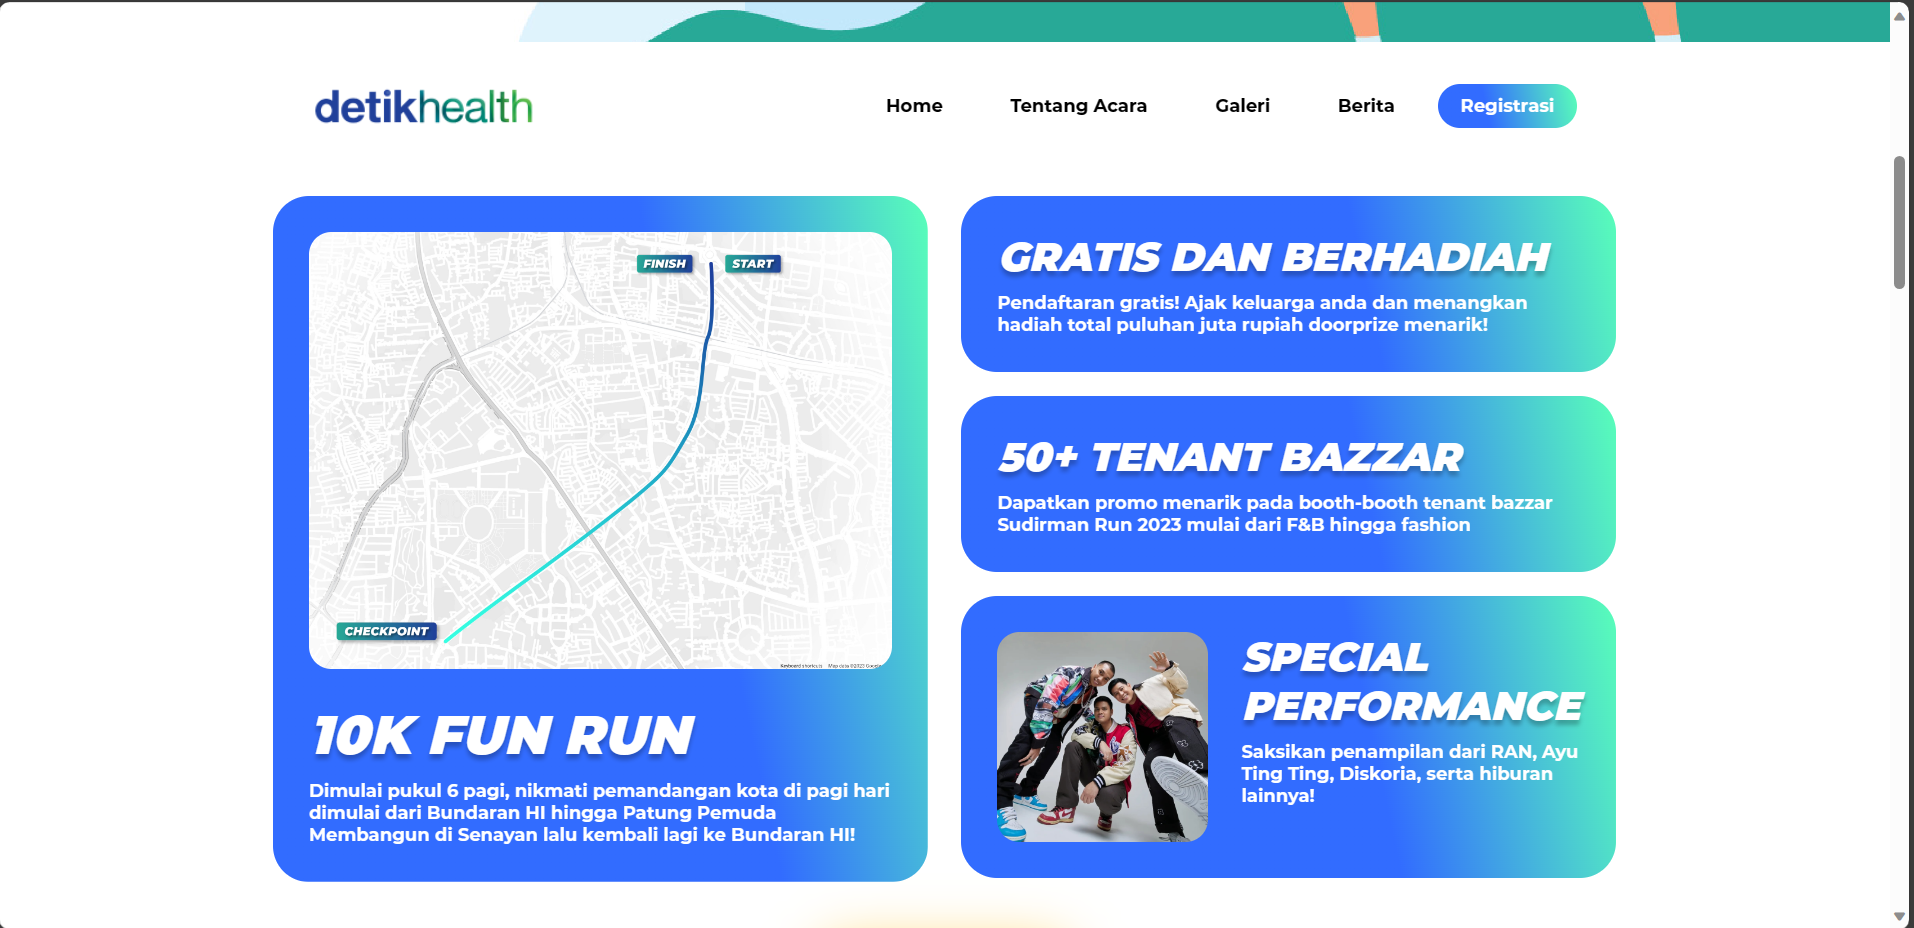 detikhealth
Home
Tentang Acara
Galeri
Berita
Registrasi
FINISH
START
CHECKPOINT
Keyboard shortcuts
Map data ©2023 Google
10K FUN RUN
Dimulai pukul 6 pagi, nikmati pemandangan kota di pagi hari
dimulai dari Bundaran HI hingga Patung Pemuda
Membangun di Senayan lalu kembali lagi ke Bundaran HI!
GRATIS DAN BERHADIAH
Pendaftaran gratis! Ajak keluarga anda dan menangkan
hadiah total puluhan juta rupiah doorprize menarik!
50+ TENANT BAZZAR
Dapatkan promo menarik pada booth-booth tenant bazzar
Sudirman Run 2023 mulai dari F&B hingga fashion
SPECIAL
PERFORMANCE
Saksikan penampilan dari RAN, Ayu
Ting Ting, Diskoria, serta hiburan
lainnya!